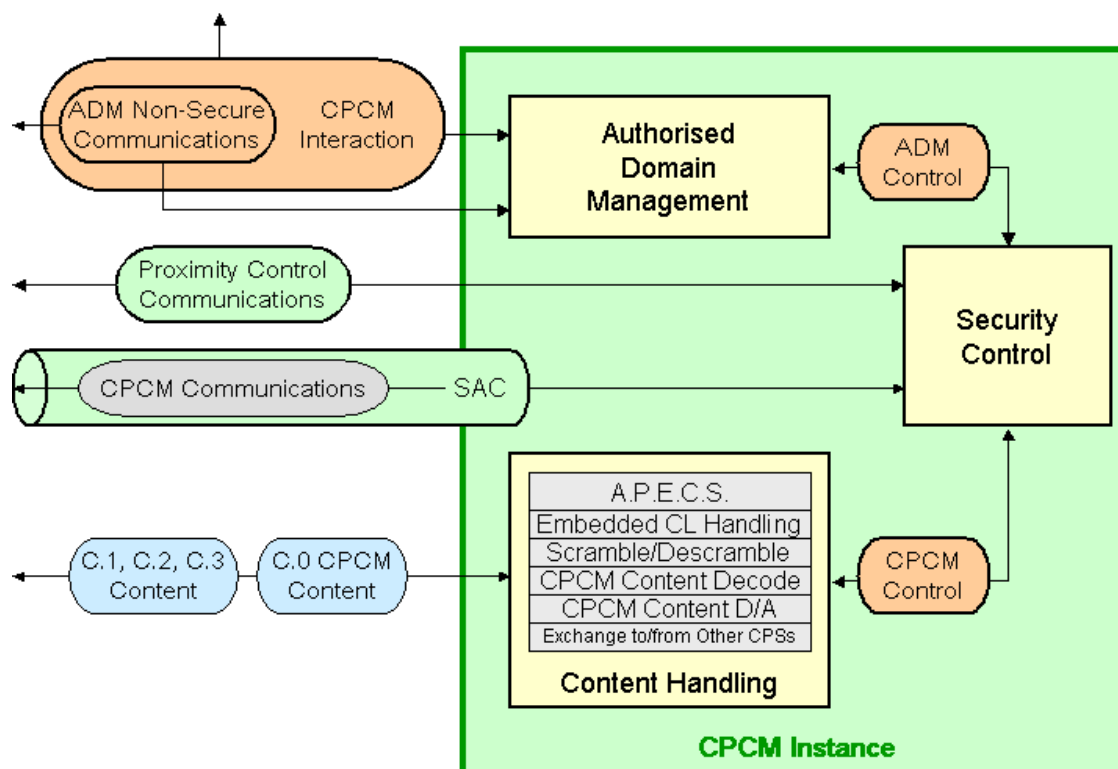 ADM Non-Secure
Communications
CPCM
Interaction
Authorised
Domain
Management
ADM
Control
Proximity Control
Communications
Security
Control
CPCM Communications
SAC
A.P.E.C.S.
Embedded CL Handling
Scramble/Descramble
CPCM Content Decode
CPCM Content D/A
Exchange to/from Other CPSs
Content Handling
C.1, C.2, C.3
Content
C.0 CPCM
Content
CPCM
Control
CPCM Instance